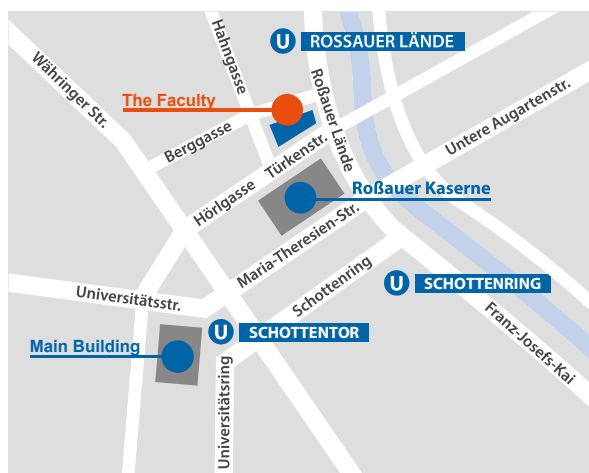 Hahngasse
U ROSSAUER LÄNDE
Währinger Str.
Roßauer Lände
The Faculty
Berggasse
Untere Augartenstr.
Türkenstr.
Hörlgasse
Roßauer Kaserne
Maria-Theresien-Str.
Universitätsstr.
Schottenring
U SCHOTTENRING
U SCHOTTENTOR
Main Building
Franz-Josefs-Kai
Universitätsring